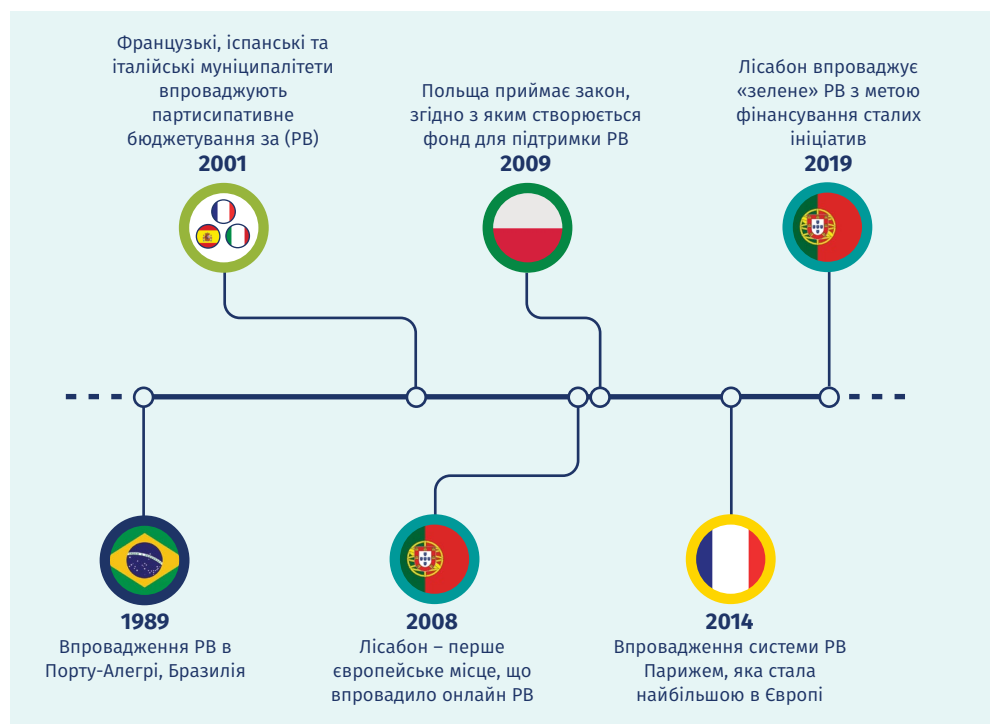 Французькі, іспанські та
італійські муніципалітети
впроваджують
партисипативне
бюджетування за (PB)
2001
Польща приймає закон,
згідно з яким створюється
фонд для підтримки PB
2009
Лісабон впроваджує
«зелене» PB з метою
фінансування сталих
ініціатив
2019
1989
Впровадження PB в
Порту-Алегрі, Бразилія
2008
Лісабон – перше
європейське місце, що
впровадило онлайн PB
2014
Впровадження системи PB
Парижем, яка стала
найбільшою в Європі